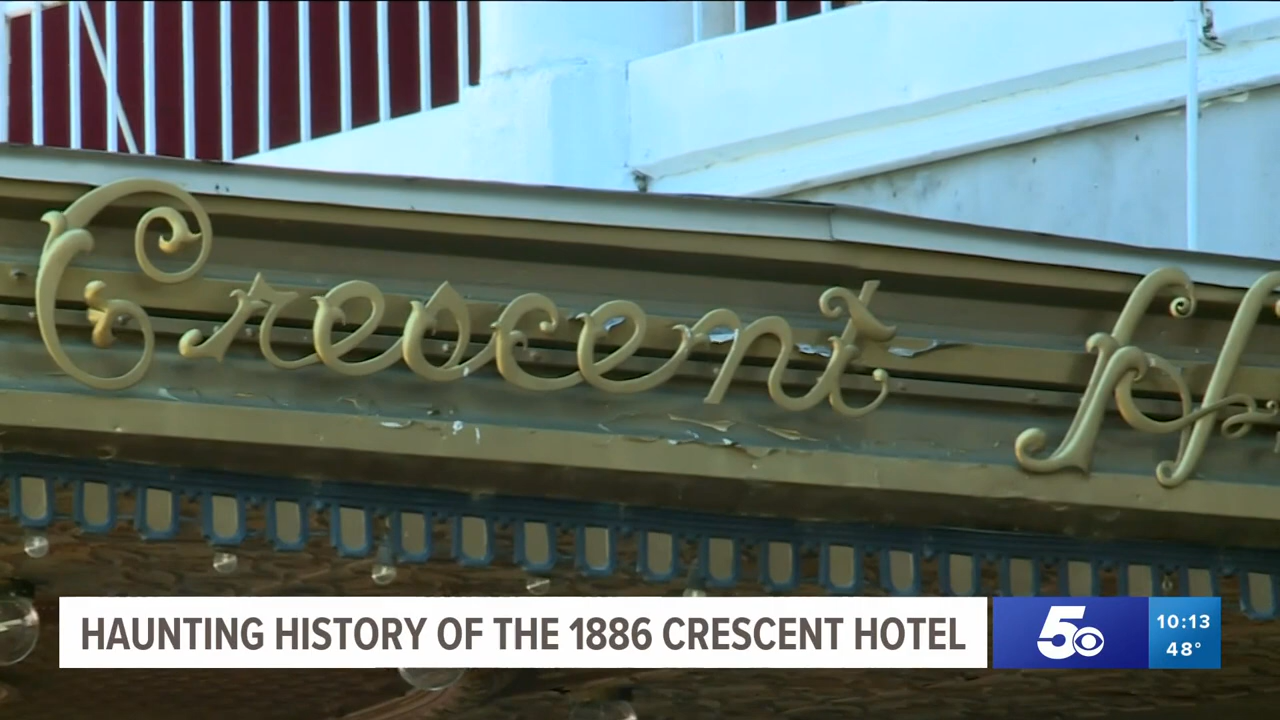 Crescent H
HAUNTING HISTORY OF THE 1886 CRESCENT HOTEL
5
10:13
48°